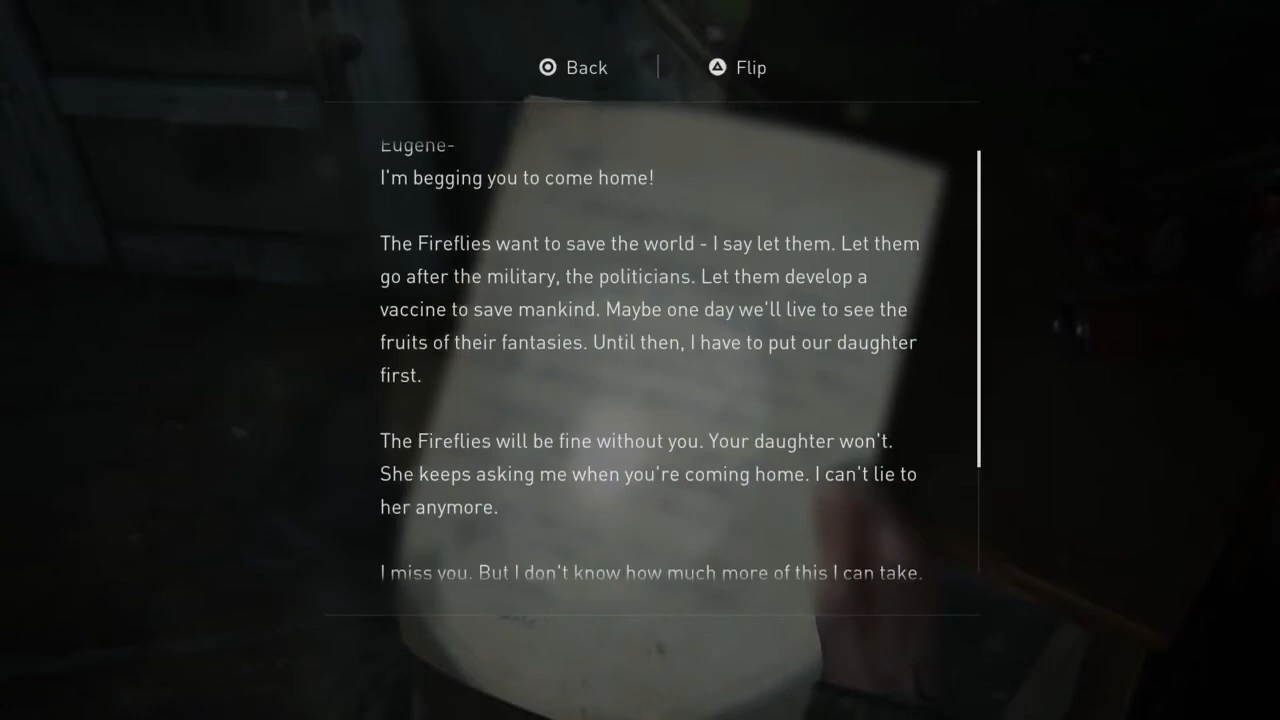 Back
Flip
Eugene-
I'm begging you to come home!
The Fireflies want to save the world - I say let them. Let them
go after the military, the politicians. Let them develop a
vaccine to save mankind. Maybe one day we'll live to see the
fruits of their fantasies. Until then, I have to put our daughter
first.
The Fireflies will be fine without you. Your daughter won't.
She keeps asking me when you're coming home. I can't lie to
her anymore.
I miss you. But I don't know how much more of this I can take.